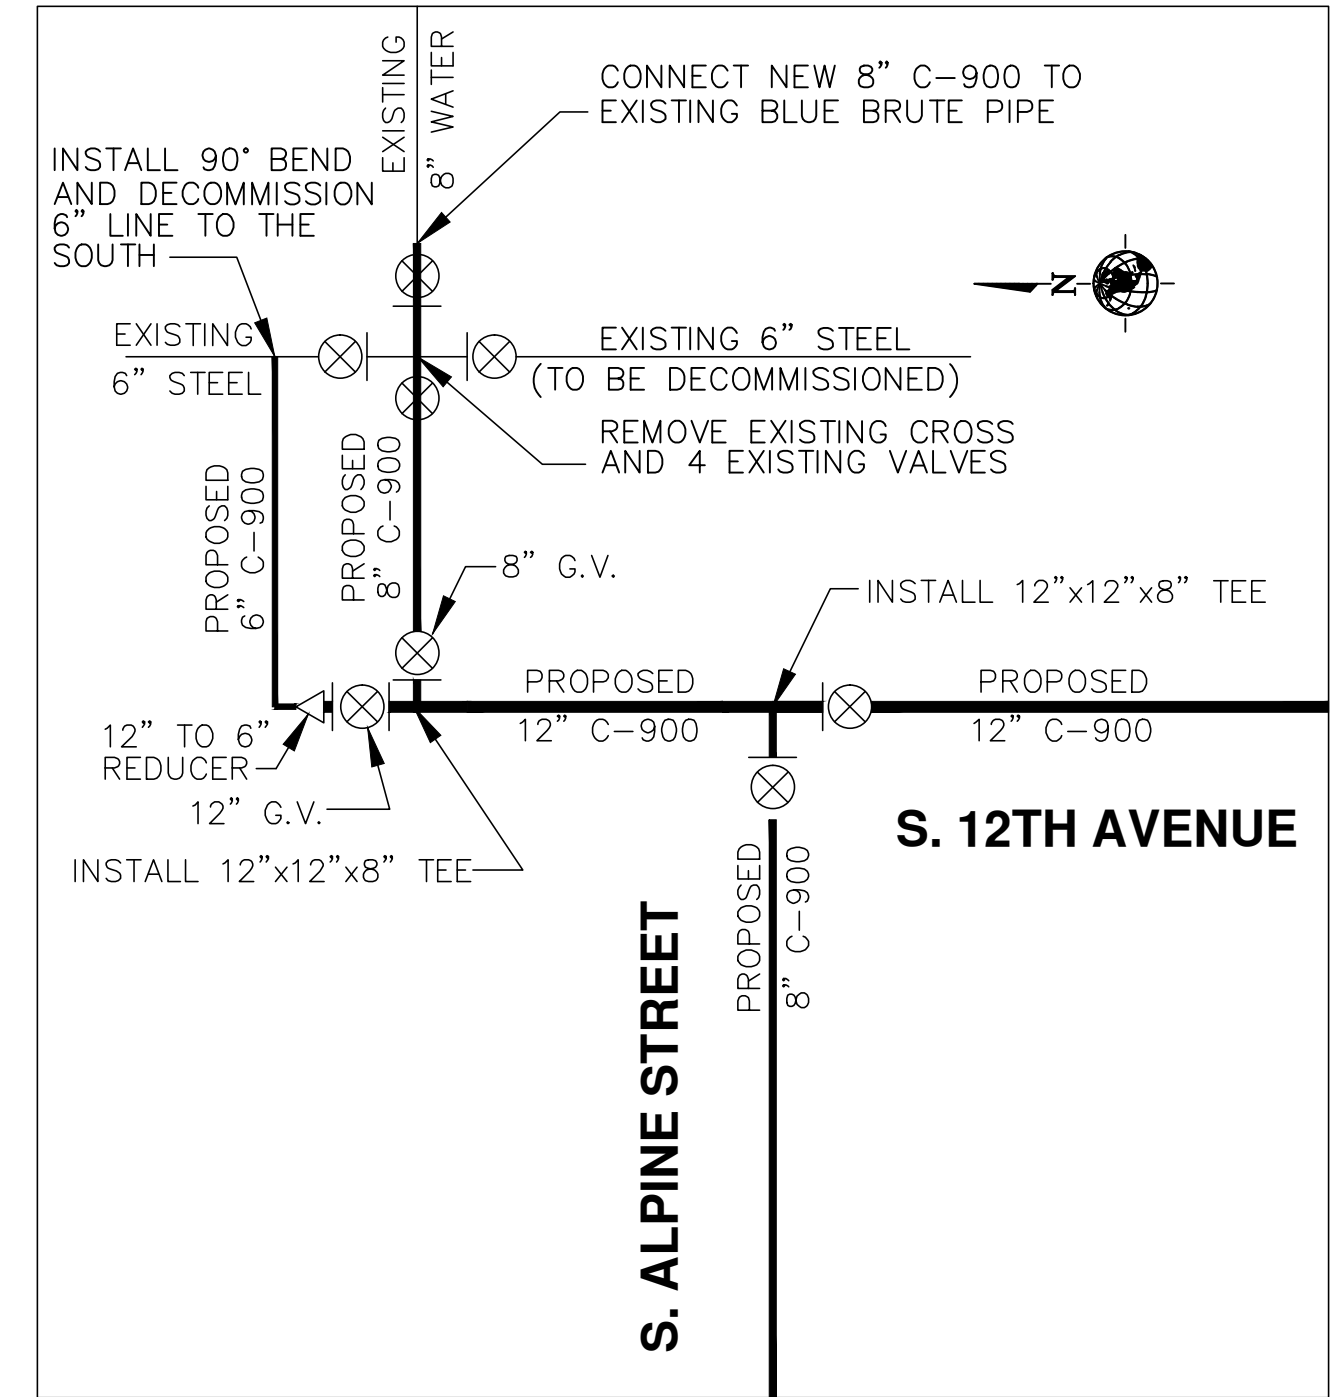 EXISTING
8” WATER
CONNECT NEW 8” C-900 TO
EXISTING BLUE BRUTE PIPE
INSTALL 90° BEND
AND DECOMMISSION
6” LINE TO THE
SOUTH
N
EXISTING
6” STEEL
EXISTING 6” STEEL
(TO BE DECOMMISSIONED)
REMOVE EXISTING CROSS
AND 4 EXISTING VALVES
PROPOSED
6” C-900
PROPOSED
8” C-900
8” G.V.
INSTALL 12”x12”x8” TEE
PROPOSED
12” C-900
PROPOSED
12” C-900
12” TO 6”
REDUCER
12” G.V.
INSTALL 12”x12”x8” TEE
S. 12TH AVENUE
PROPOSED
8” C-900
S. ALPINE STREET